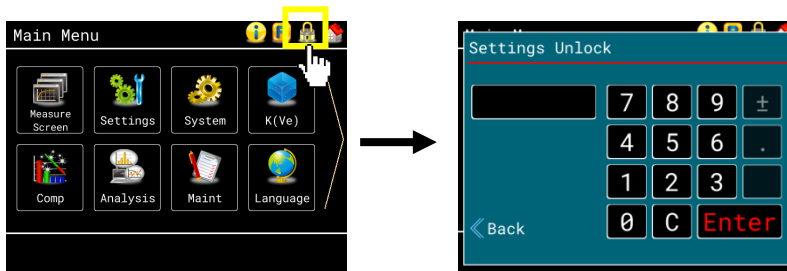 Main Menu
Measure
Screen
Settings
System
K(Ve)
Comp
Analysis
Maint
Language
Settings Unlock
7 8 9 ±
4 5 6 .
1 2 3
0 C Enter
Back